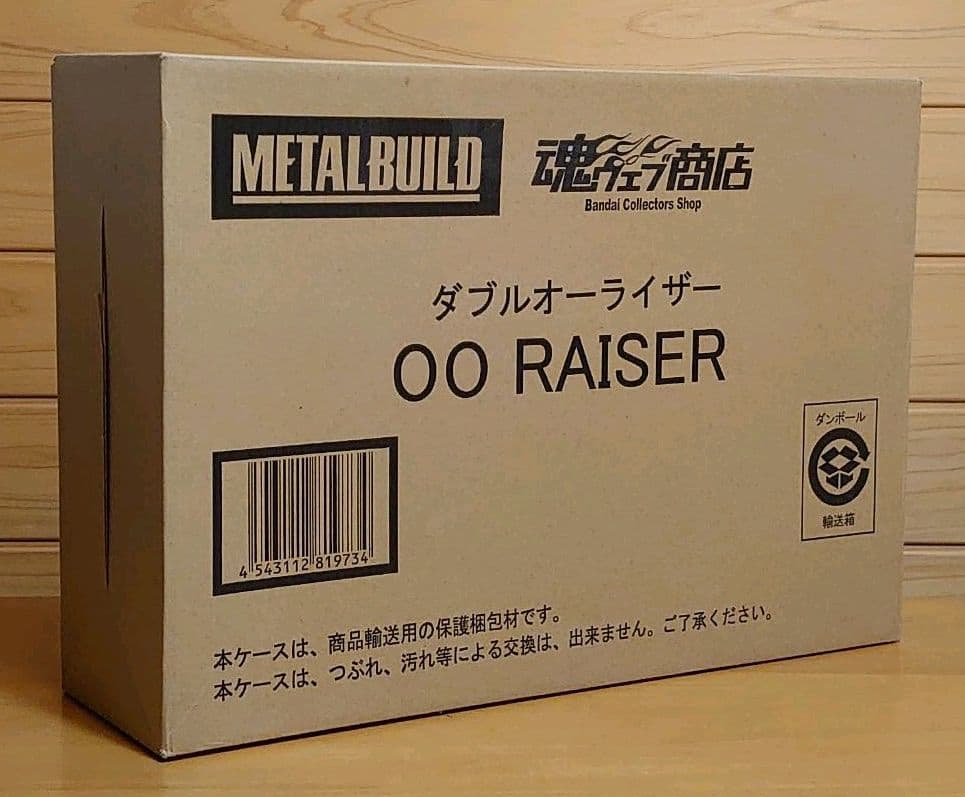 METAL BUILD
魂ウェブ商店
Bandai Collectors Shop
ダブルオーライザー
OO RAISER
ダンボール
輸送箱
4 543112 819734
本ケースは、商品輸送用の保護梱包材です。
本ケースは、つぶれ、汚れ等による交換は、出来ません。ご了承ください。